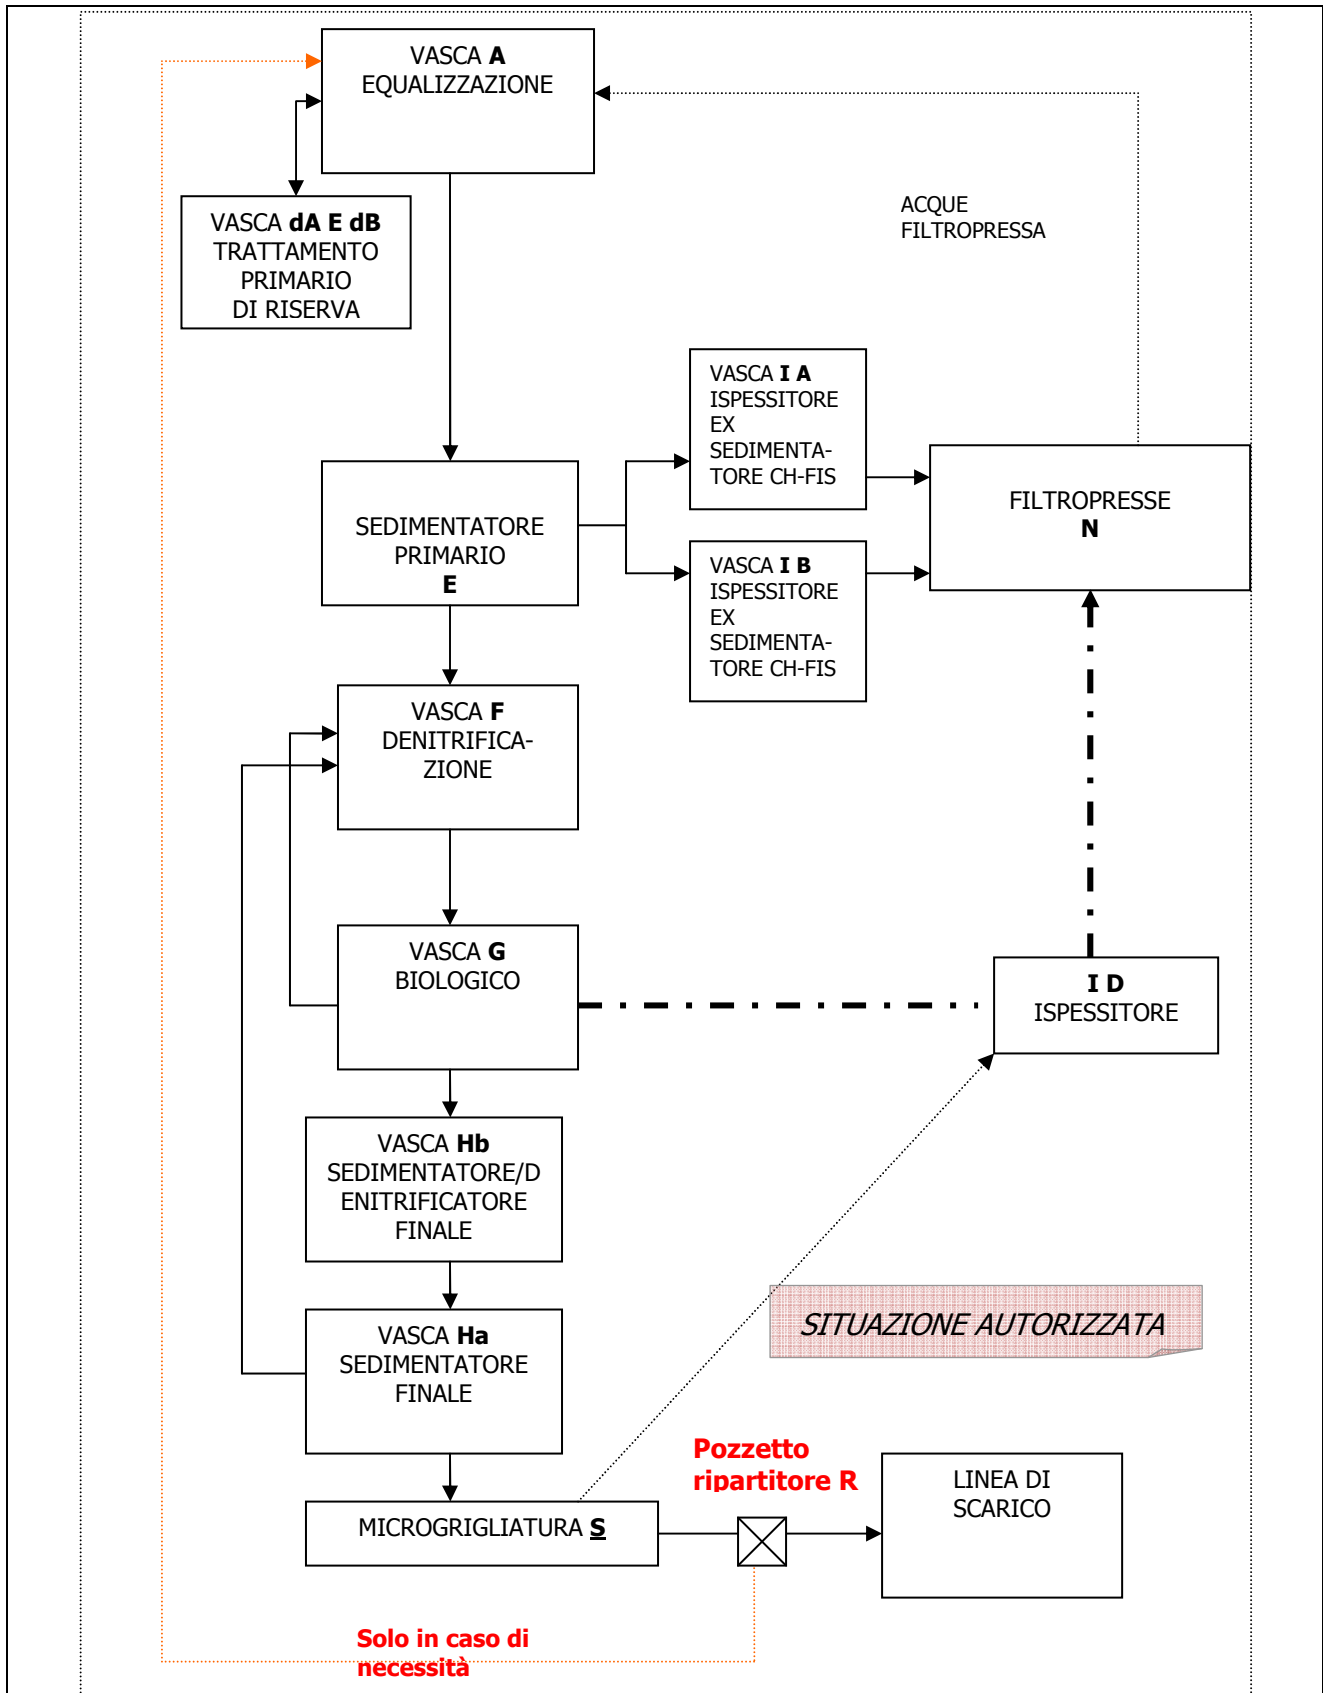 VASCA A
EQUALIZZAZIONE
VASCA dA E dB
TRATTAMENTO
PRIMARIO
DI RISERVA
ACQUE
FILTROPRESSA
VASCA I A
ISPESSITORE
EX
SEDIMENTA-
TORE CH-FIS
FILTROPRESSE
N
SEDIMENTATORE
PRIMARIO
E
VASCA I B
ISPESSITORE
EX
SEDIMENTA-
TORE CH-FIS
VASCA F
DENITRIFICA-
ZIONE
VASCA G
BIOLOGICO
I D
ISPESSITORE
VASCA Hb
SEDIMENTATORE/D
ENITRIFICATORE
FINALE
SITUAZIONE AUTORIZZATA
VASCA Ha
SEDIMENTATORE
FINALE
Pozzetto
ripartitore R
LINEA DI
SCARICO
MICROGRIGLIATURA S
Solo in caso di
necessità